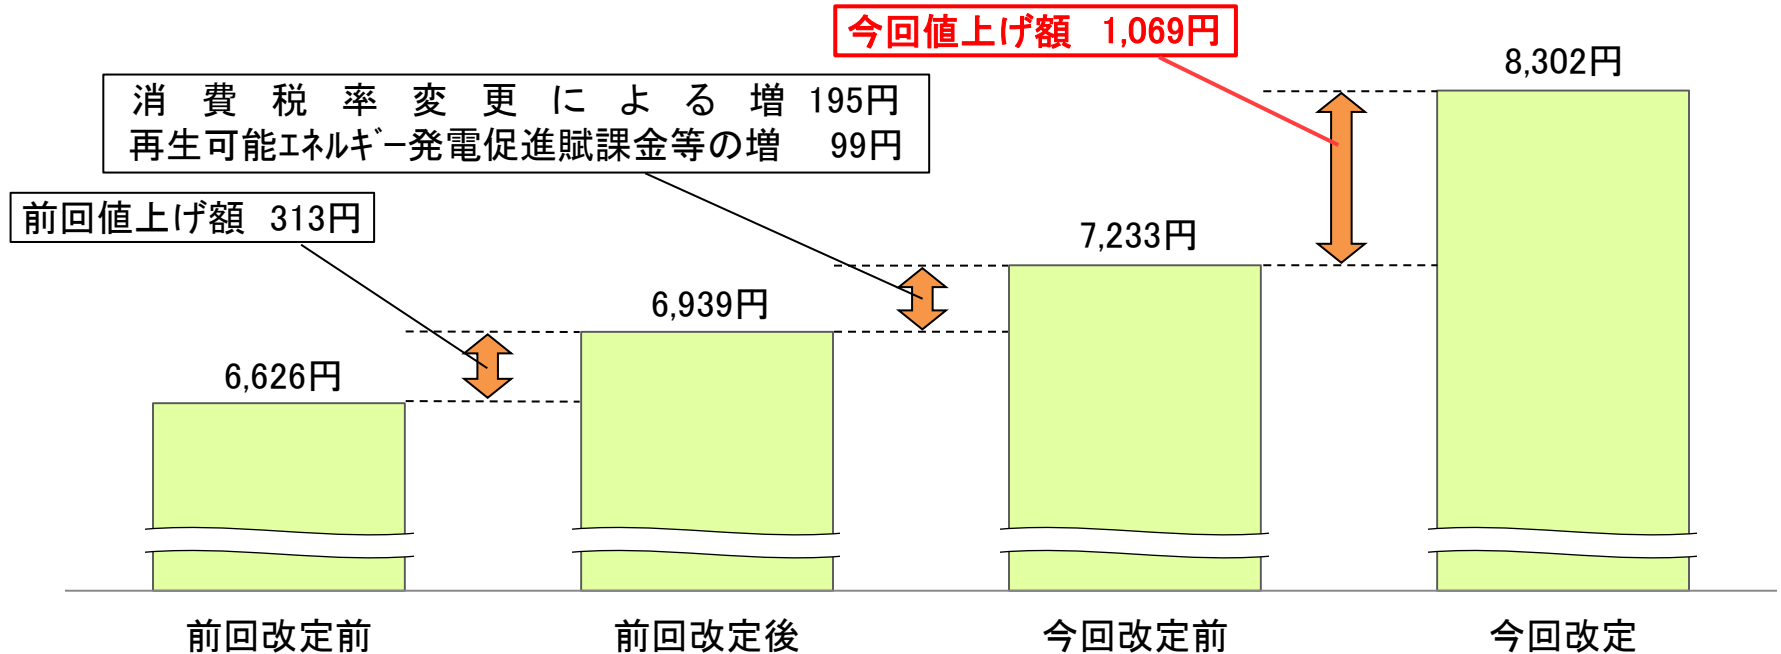 今回値上げ額 1,069円
8,302円
消費税率変更による増 195円
再生可能エネルギー発電促進賦課金等の増 99円
前回値上げ額 313円
7,233円
6,939円
6,626円
前回改定前
前回改定後
今回改定前
今回改定